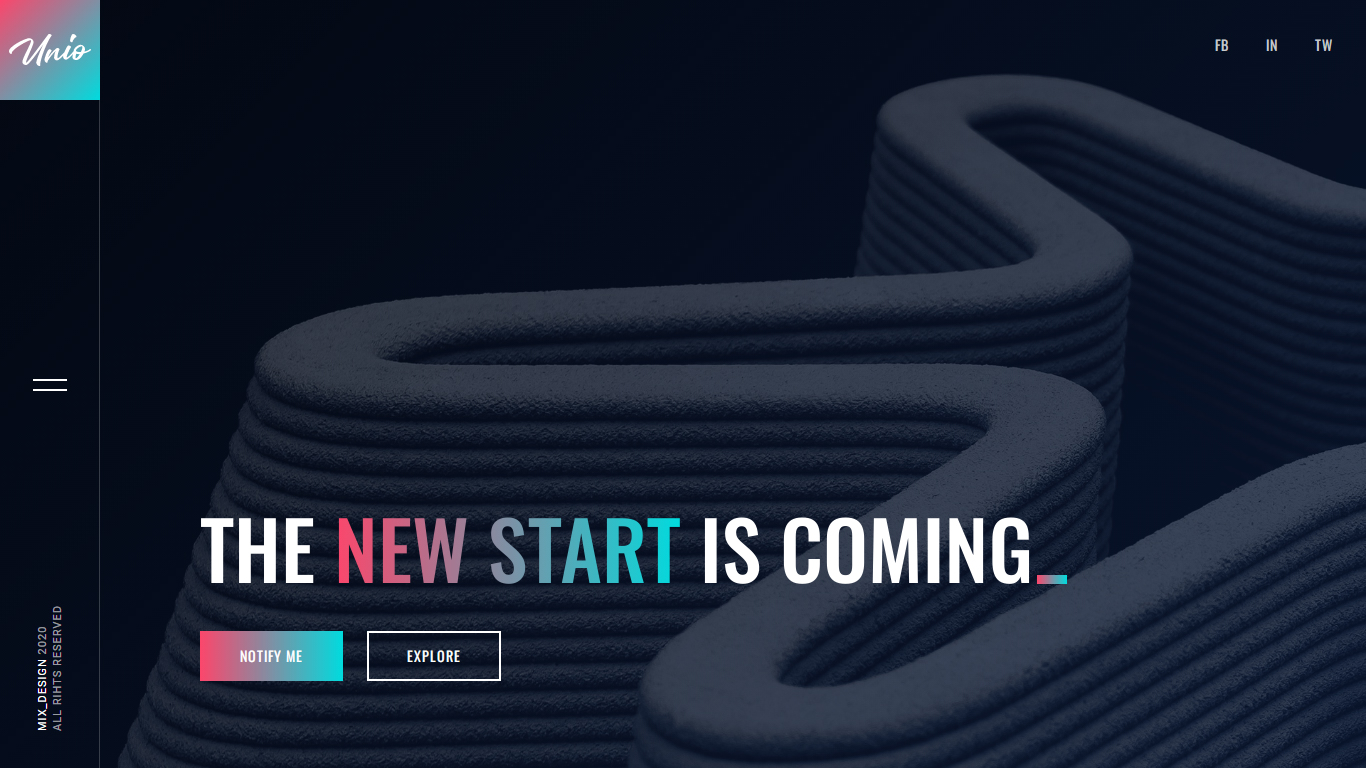 Unio
FB IN TW
THE NEW START IS COMING_
NOTIFY ME
EXPLORE
MIX_DESIGN 2020
ALL RIHTS RESERVED